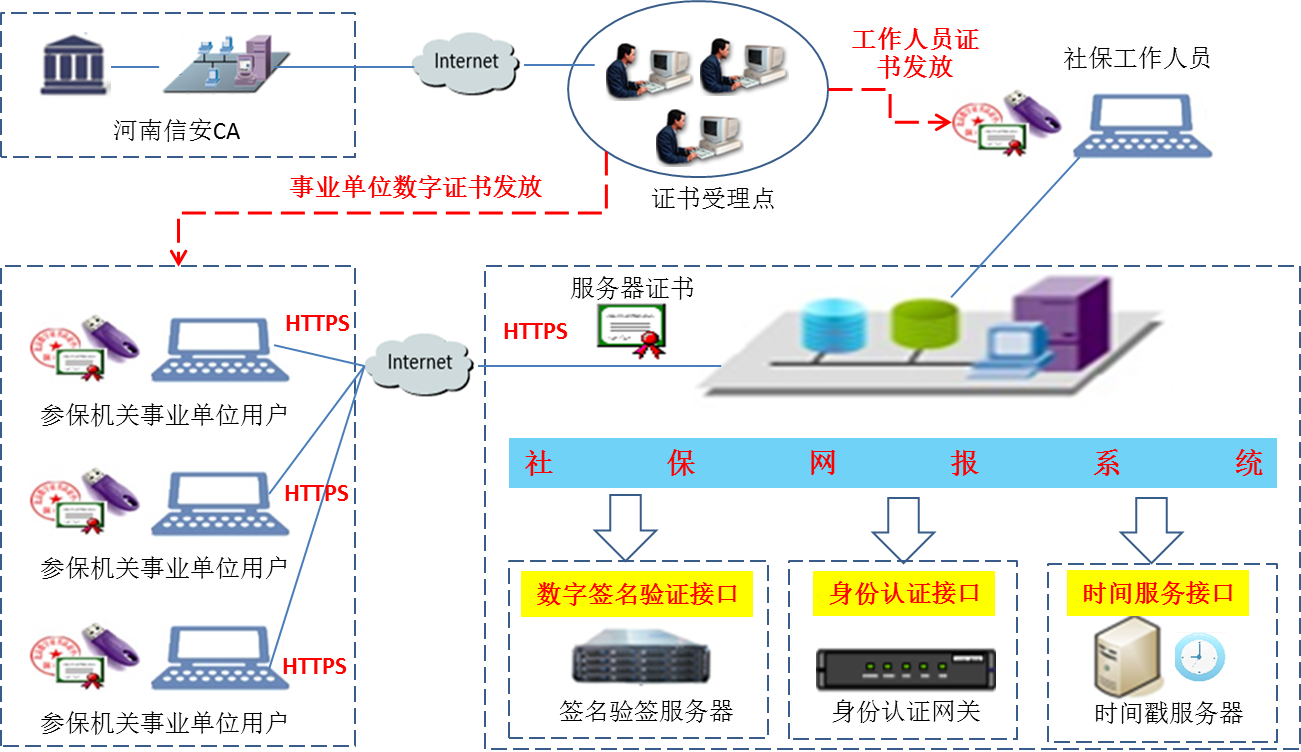 河南信安CA
Internet
证书受理点
工作人员证
书发放
社保工作人员
事业单位数字证书发放
HTTPS
参保机关事业单位用户
HTTPS
参保机关事业单位用户
HTTPS
参保机关事业单位用户
Internet
服务器证书
HTTPS
社保网报系统
数字签名验证接口
签名验签服务器
身份认证接口
身份认证网关
时间服务接口
时间戳服务器